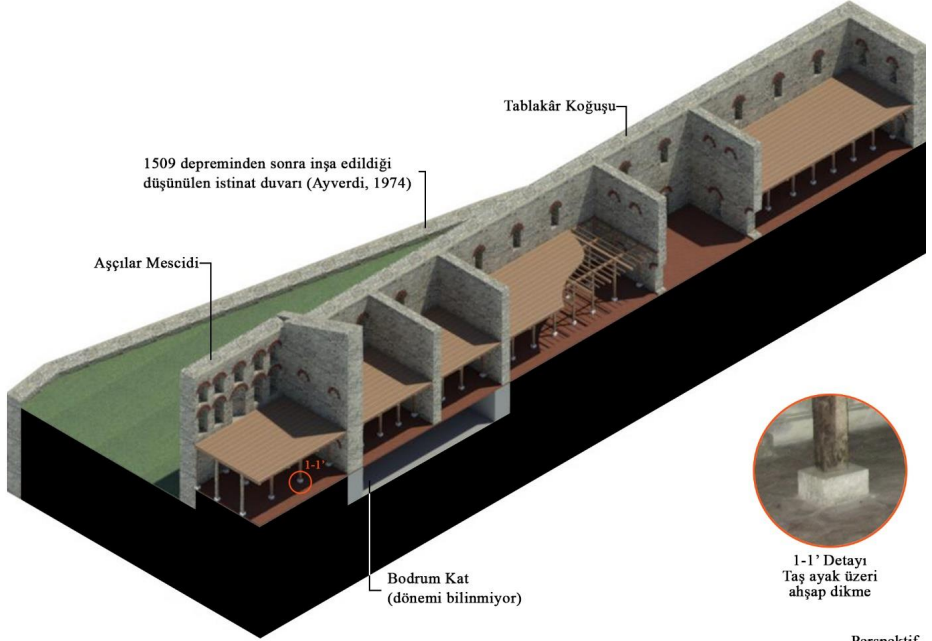 Tablakâr Koğuşu
1509 depreminden sonra inşa edildiği
düşünülen istinat duvarı (Ayverdi, 1974)
Aşçılar Mescidi
1-1'
Bodrum Kat
(dönemi bilinmiyor)
1-1’ Detayı
Taş ayak üzeri
ahşap dikme
Perspektif